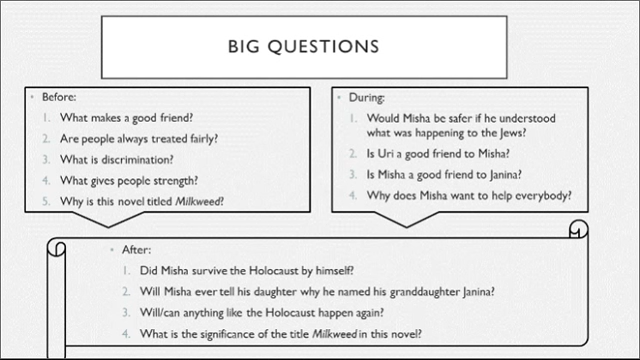 BIG QUESTIONS
• Before:
1. What makes a good friend?
2. Are people always treated fairly?
3. What is discrimination?
4. What gives people strength?
5. Why is this novel titled Milkweed?
• During:
1. Would Misha be safer if he understood
what was happening to the Jews?
2. Is Uri a good friend to Misha?
3. Is Misha a good friend to Janina?
4. Why does Misha want to help everybody?
• After:
1. Did Misha survive the Holocaust by himself?
2. Will Misha ever tell his daughter why he named his granddaughter Janina?
3. Will/can anything like the Holocaust happen again?
4. What is the significance of the title Milkweed in this novel?